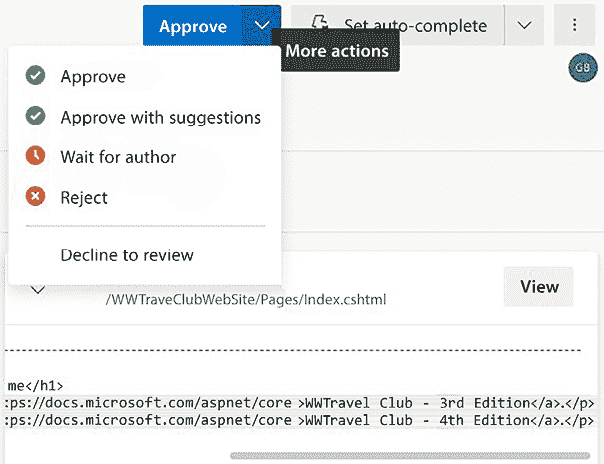 Approve
Set auto-complete
More actions
GB
Approve
Approve with suggestions
Wait for author
Reject
Decline to review
/WWTraveClubWebSite/Pages/Index.cshtml
View
me</h1>
:ps://docs.microsoft.com/aspnet/core >WWTravel Club - 3rd Edition</a>.</p>
:ps://docs.microsoft.com/aspnet/core >WWTravel Club - 4th Edition</a>.</p>